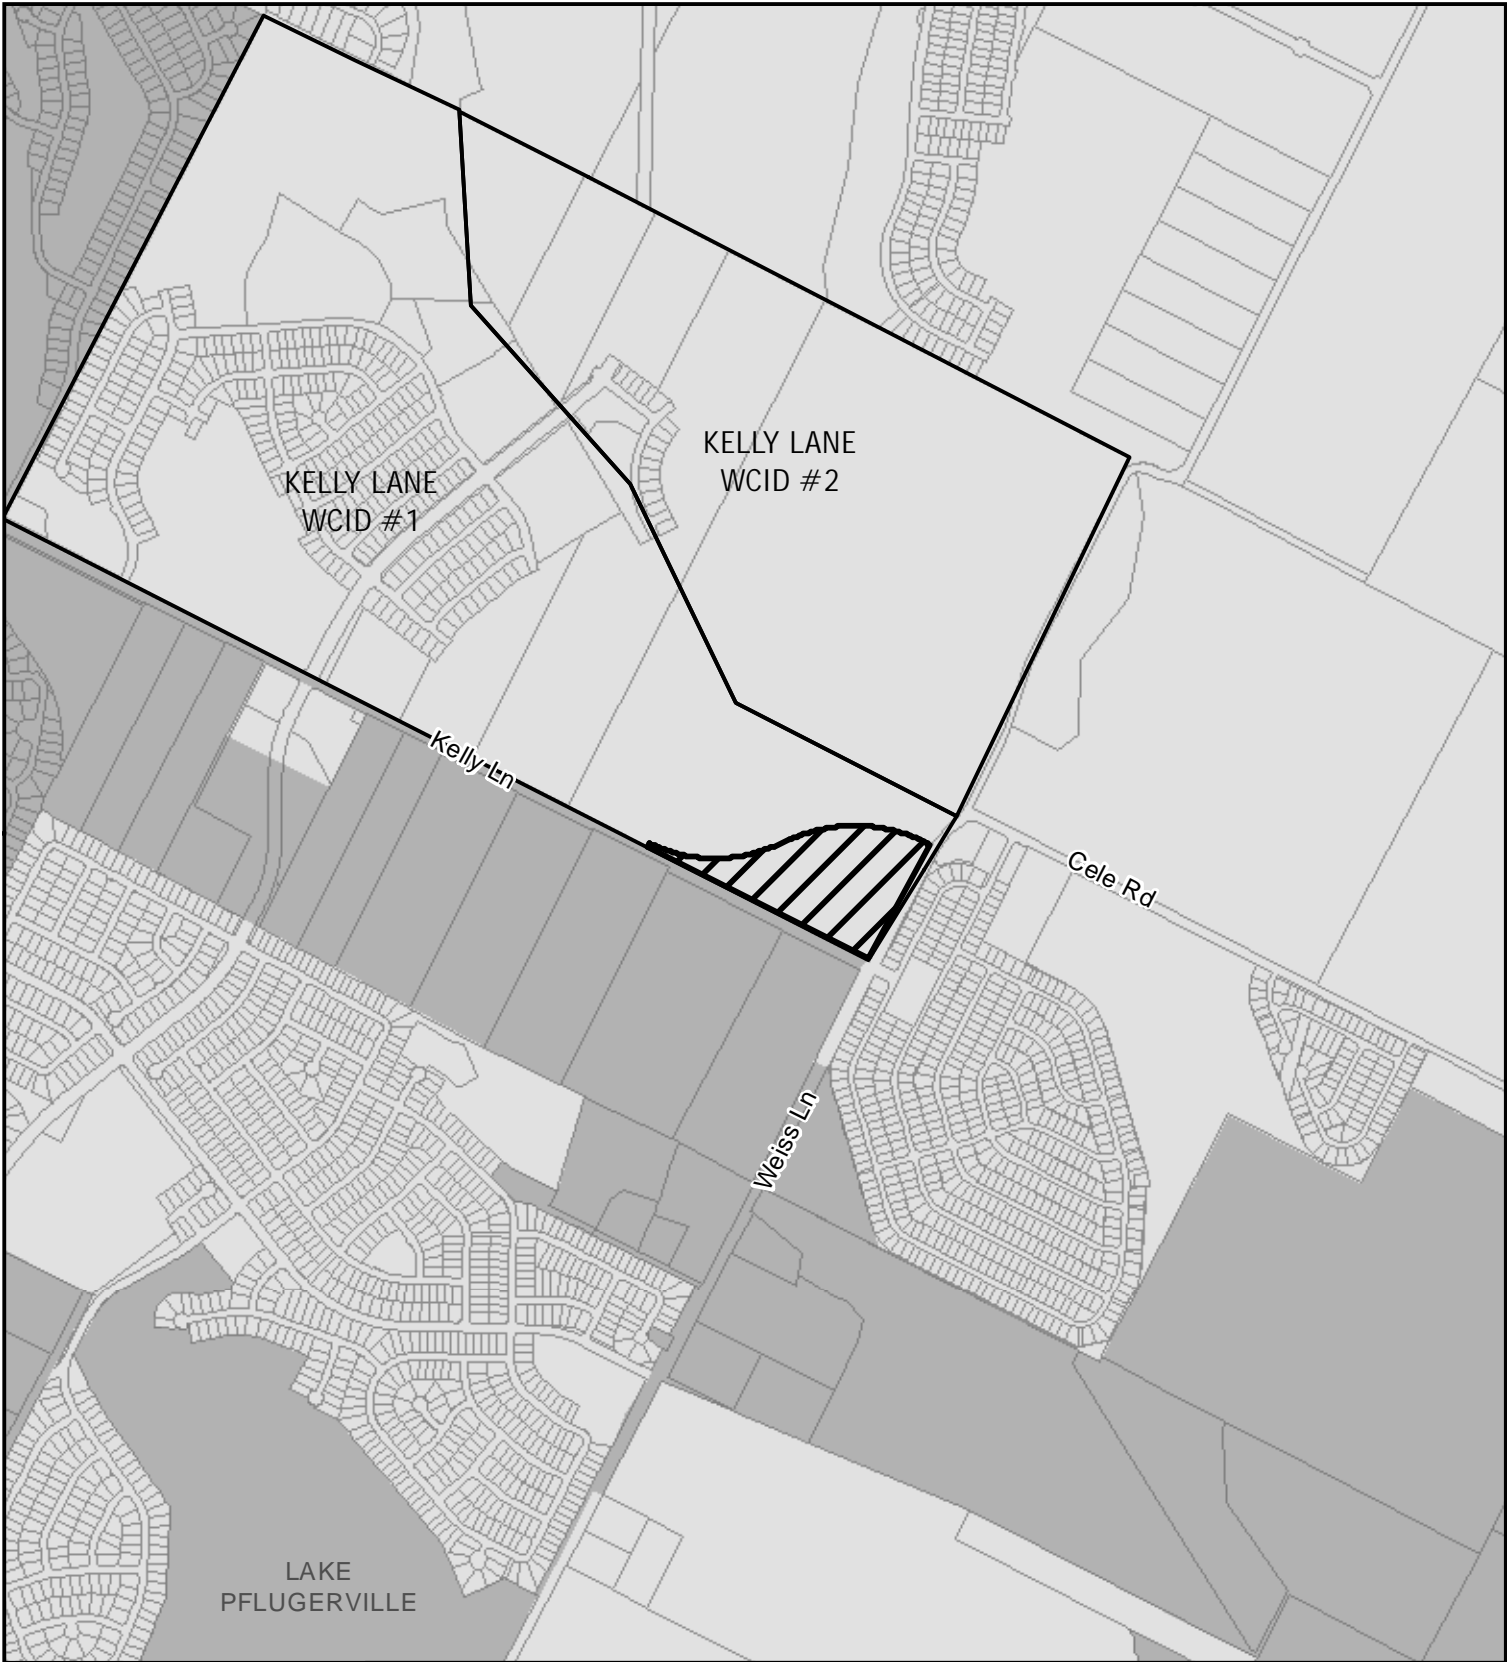 KELLY LANE
WCID #2
KELLY LANE
WCID #1
Kelly Ln
Cele Rd
Weiss Ln
LAKE
PFLUGERVILLE